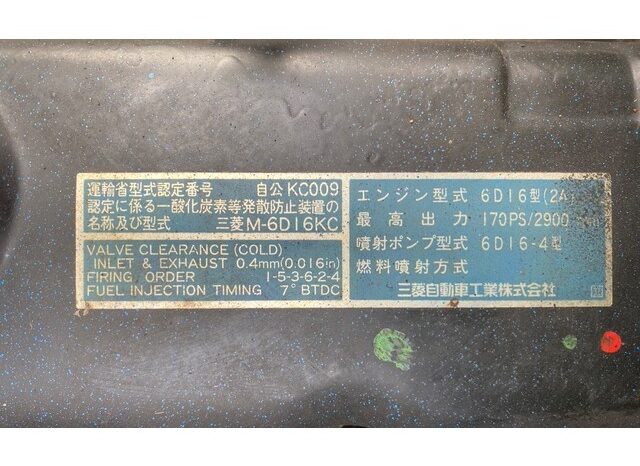 運輸省型式認定番号 自公KC009
認定に係る一酸化炭素等発散防止装置の
名称及び型式 三菱M-6D16KC
VALVE CLEARANCE (COLD)
INLET & EXHAUST 0.4mm(0.016in)
FIRING ORDER 1-5-3-6-2-4
FUEL INJECTION TIMING 7° BTDC
エンジン型式 6D16型(2A)
最高出力 170PS/2900
噴射ポンプ型式 6D16-4型
燃料噴射方式
三菱自動車工業株式会社